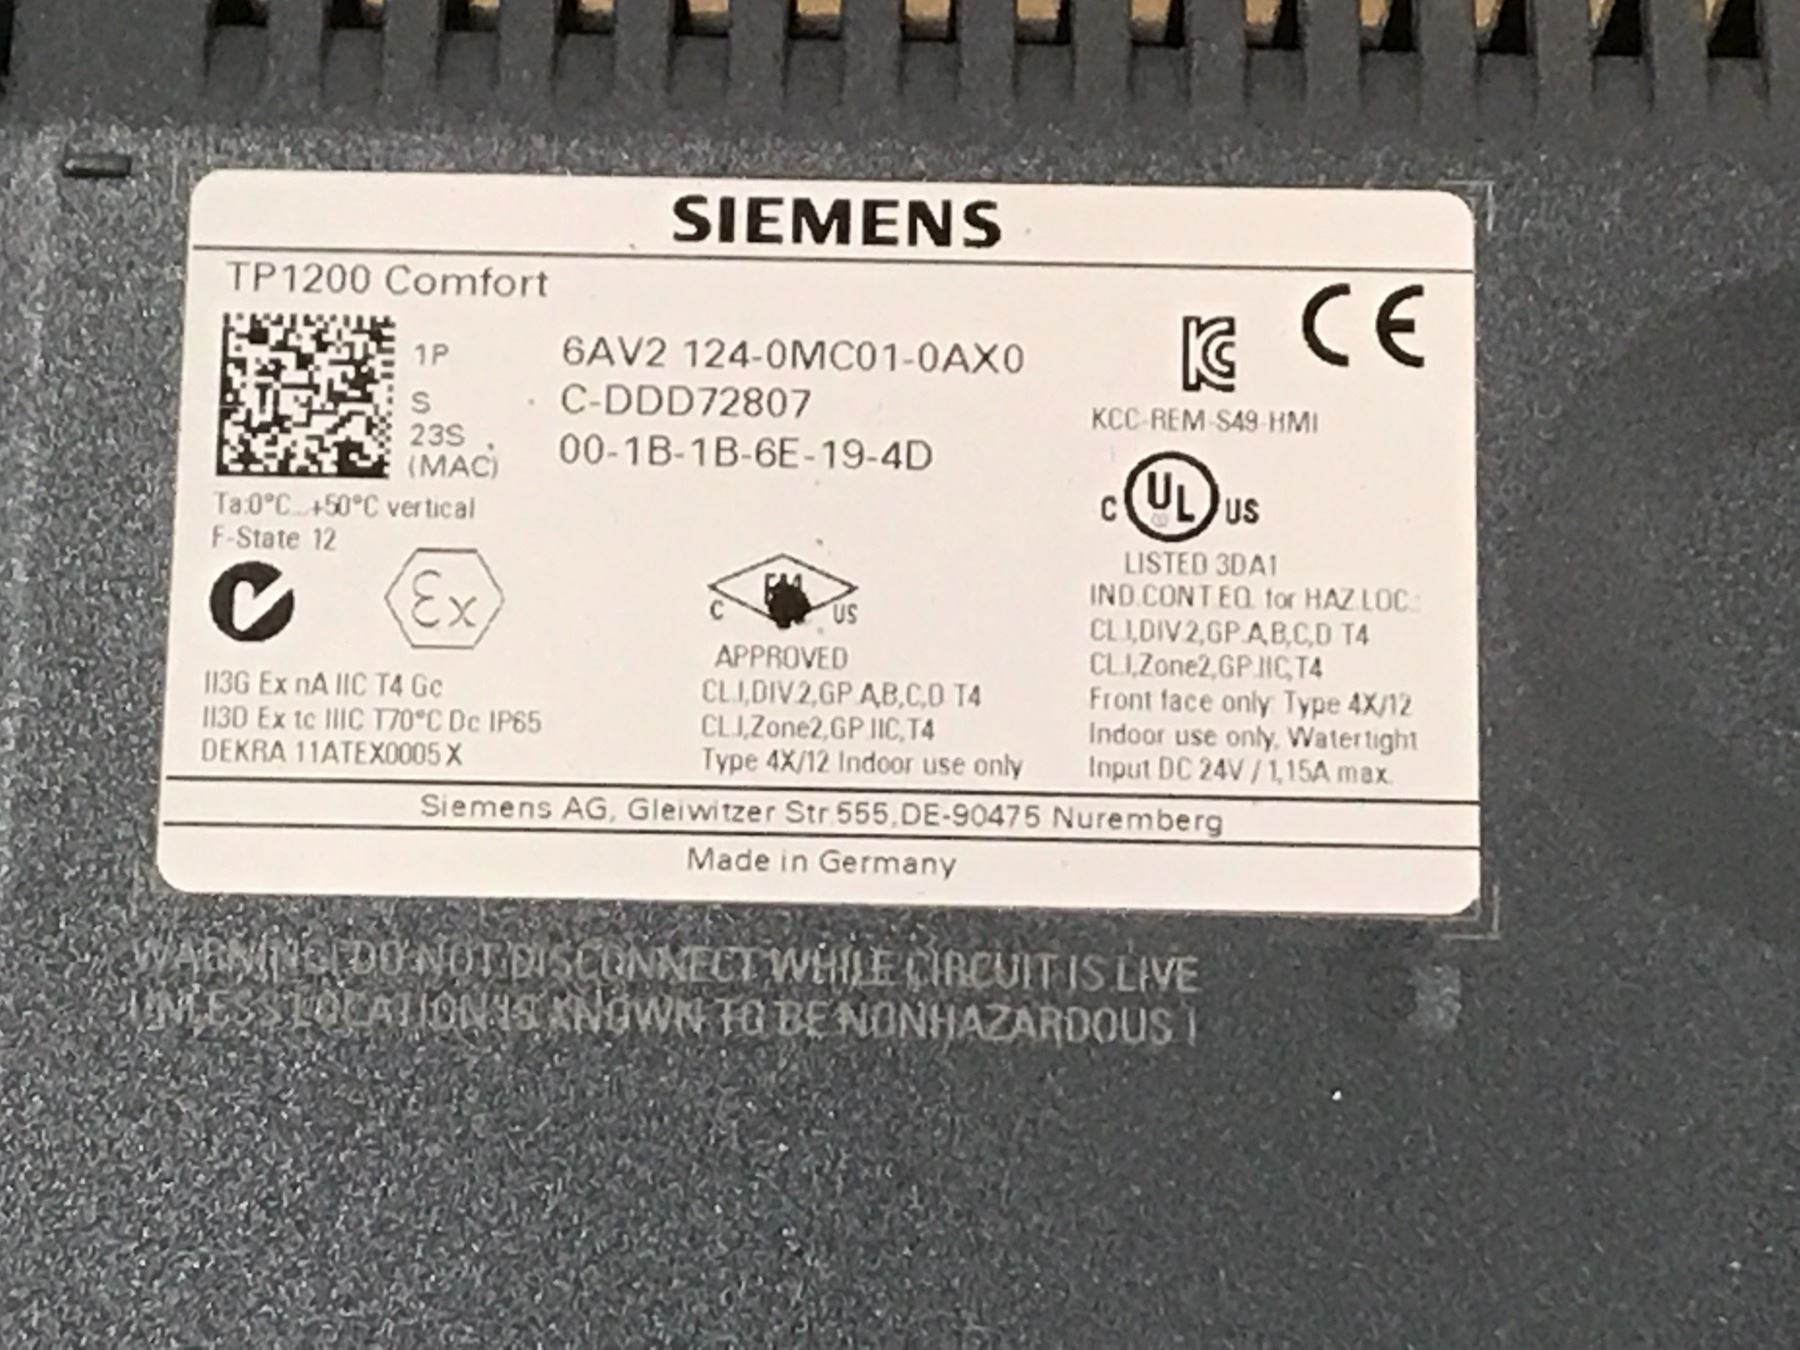 SIEMENS
TP1200 Comfort
1P 6AV2 124-0MC01-0AX0
S C-DDD72807
23S 00-1B-1B-6E-19-4D
(MAC)
Ta:0°C...+50°C vertical
F-State 12
CE
KCC-REM-S49-HMI
C UL US
LISTED 3DA1
IND.CONT.EQ. for HAZ.LOC.:
CL.I,DIV.2,GP.A,B,C,D T4
CL.I,Zone2,GP.IIC,T4
Front face only: Type 4X/12
Indoor use only, Watertight
Input DC 24V / 1,15A max.
Ex
II3G Ex nA IIC T4 Gc
II3D Ex tc IIIC T70°C Dc IP65
DEKRA 11ATEX0005 X
C US
APPROVED
CL.I,DIV.2,GP.A,B,C,D T4
CL.I,Zone2,GP.IIC,T4
Type 4X/12 Indoor use only
Siemens AG, Gleiwitzer Str.555,DE-90475 Nuremberg
Made in Germany
WARNING: DO NOT DISCONNECT WHILE CIRCUIT IS LIVE
UNLESS LOCATION IS KNOWN TO BE NONHAZARDOUS !